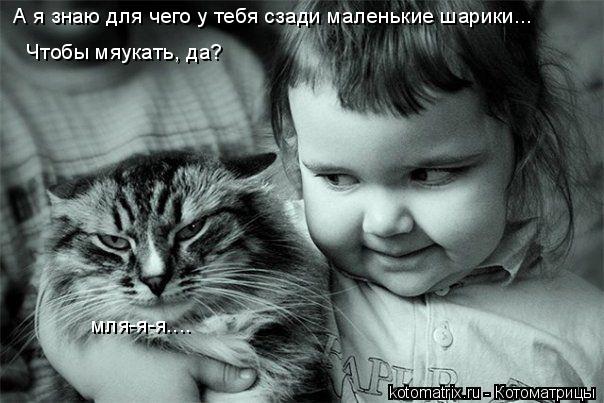 А я знаю для чего у тебя сзади маленькие шарики...
Чтобы мяукать, да?
мля-я-я....
kotomatrix.ru - Котоматрицы